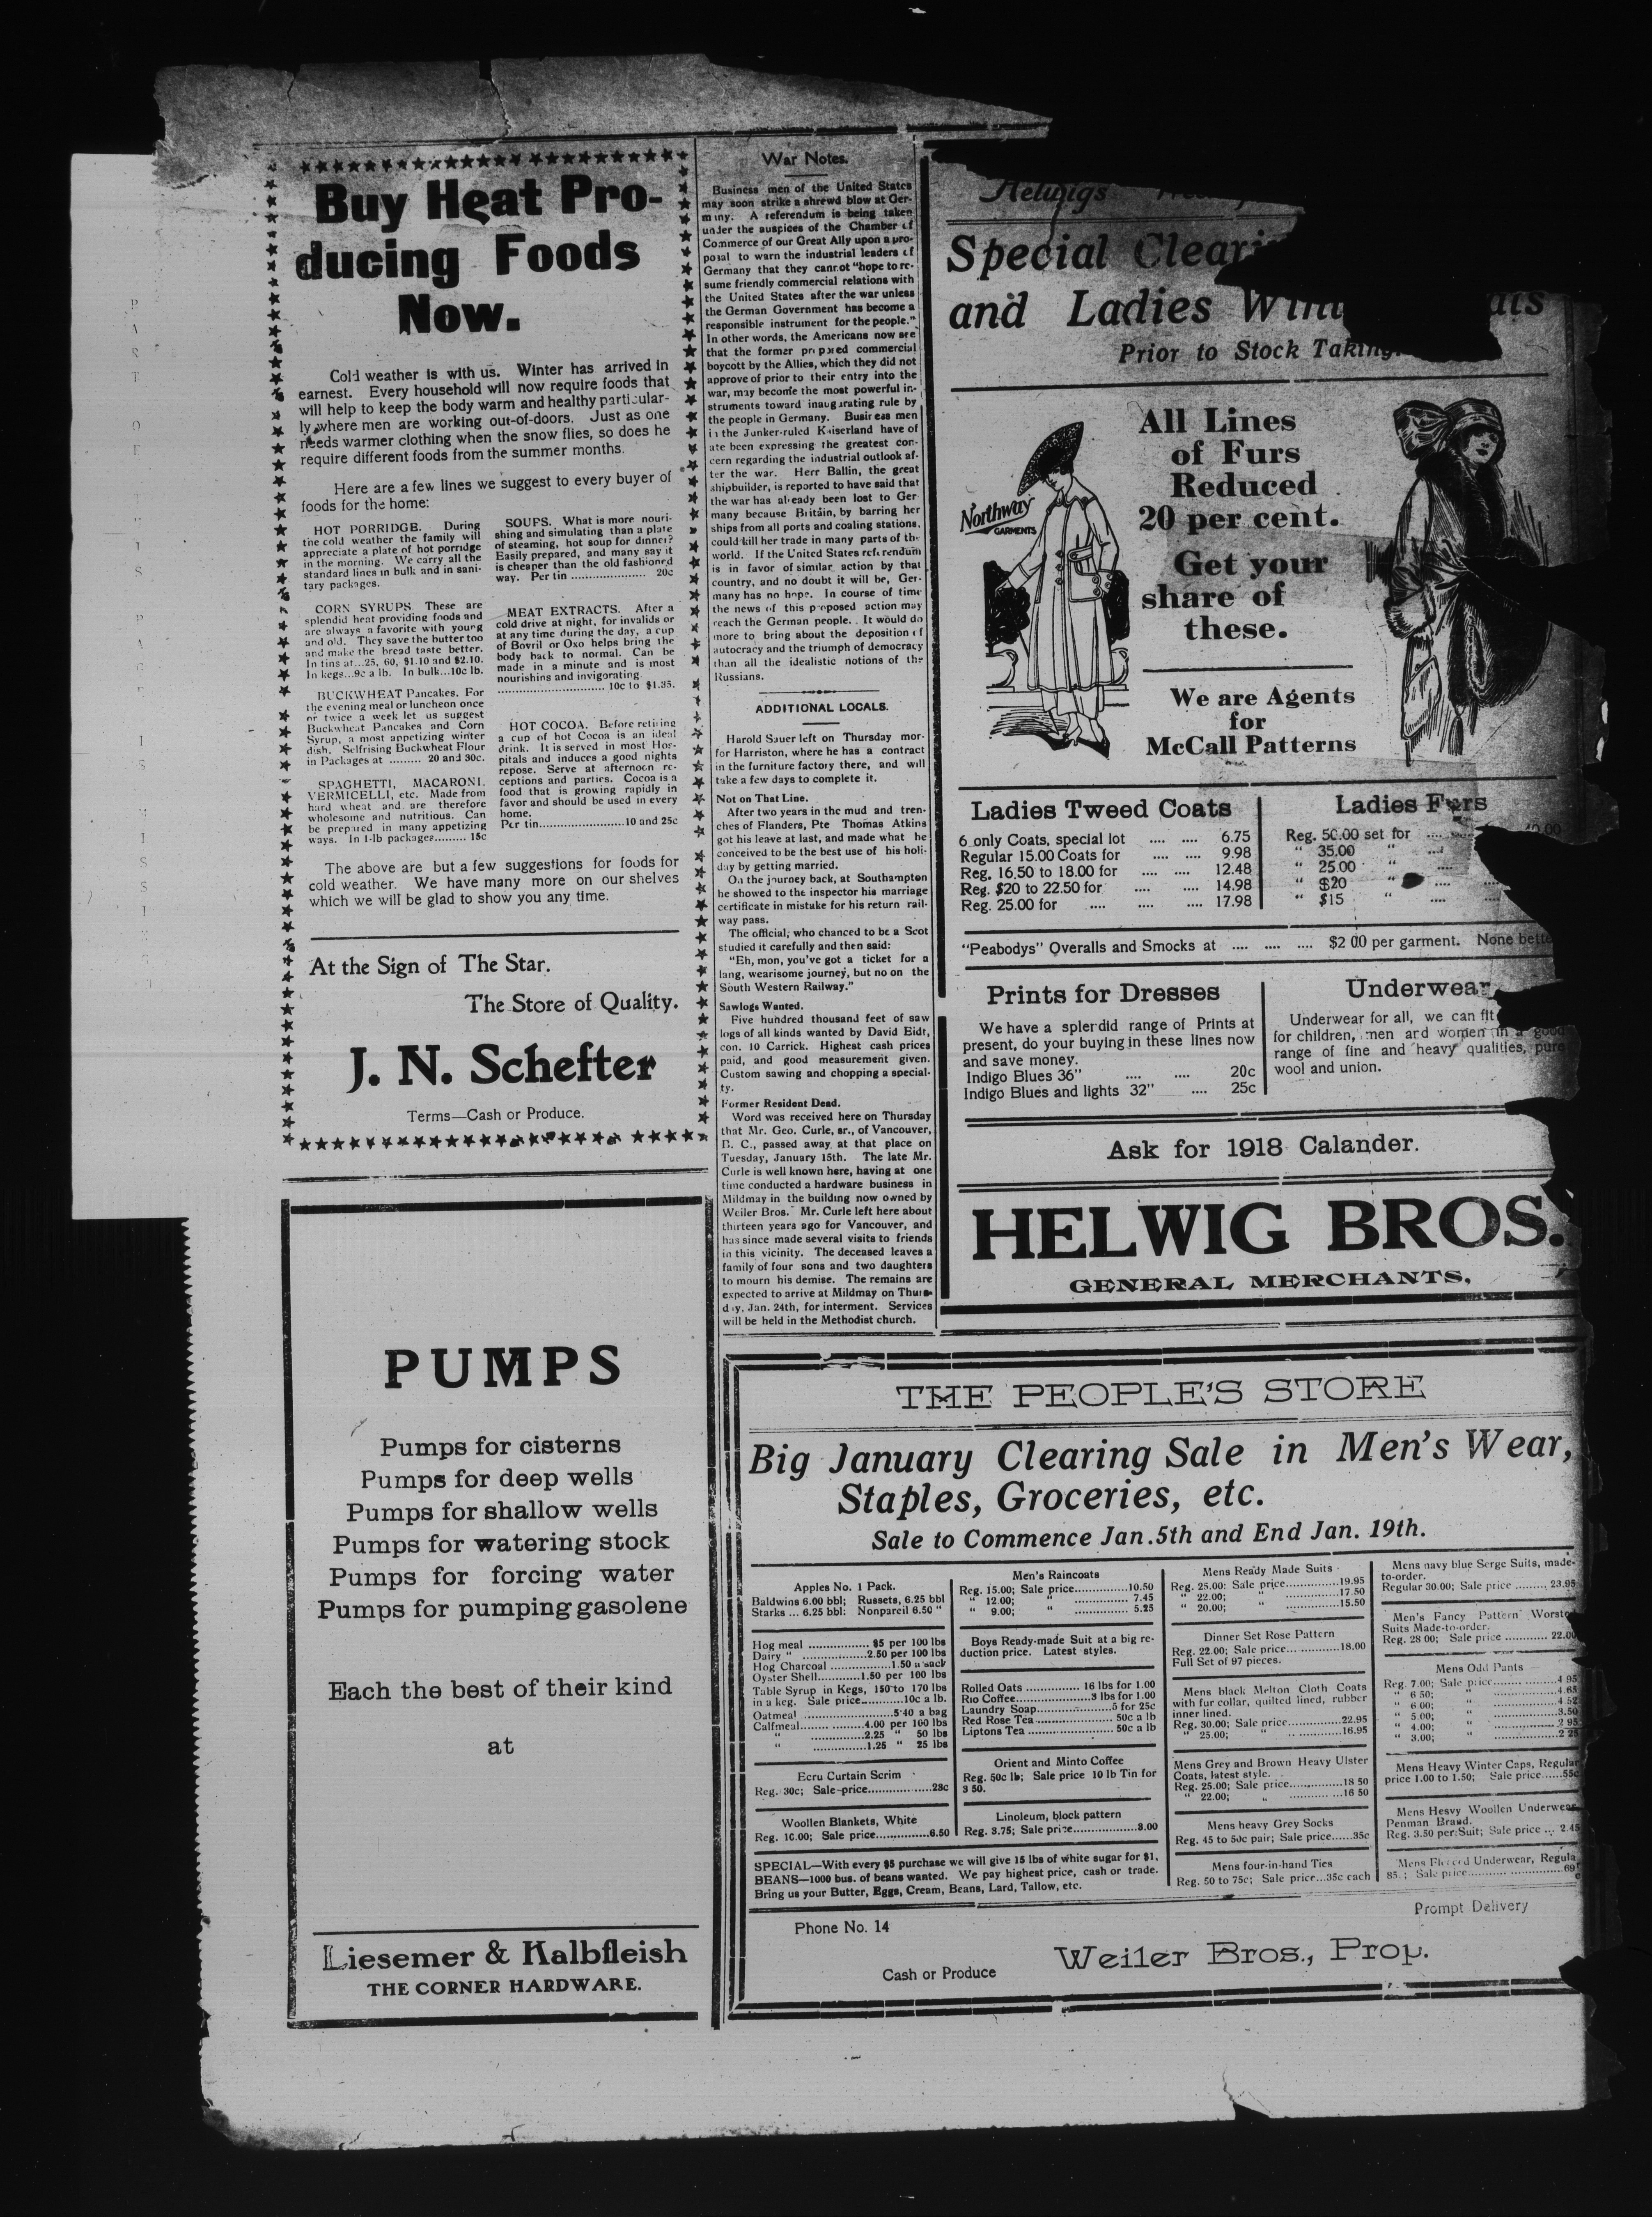 PAST OF THIS PAGE IS MISSING
Buy Heat Pro-
ducing Foods
Now.
Cold weather is with us. Winter has arrived in
earnest. Every household will now require foods that
will help to keep the body warm and healthy particular-
ly where men are working out-of-doors. Just as one
needs warmer clothing when the snow flies, so does he
require different foods from the summer months.
Here are a few lines we suggest to every buyer of
foods for the home:
HOT PORRIDGE. During
the cold weather the family will
appreciate a plate of hot porridge
in the morning. We carry all the
standard lines in bulk and in sani-
tary packages.
CORN SYRUPS. These are
splendid heat providing foods and
are always a favorite with young
and old. They save the butter too
and make the bread taste better.
In tins at...25, 60, $1.10 and $2.10.
In kegs...9c a lb. In bulk...10c lb.
BUCKWHEAT Pancakes. For
the evening meal or luncheon once
or twice a week let us suggest
Buckwheat Pancakes and Corn
Syrup, a most appetizing winter
dish. Selfrising Buckwheat Flour
in Packages at ......... 20 and 30c.
SPAGHETTI, MACARONI,
VERMICELLI, etc. Made from
hard wheat and are therefore
wholesome and nutritious. Can
be prepared in many appetizing
ways. In 1-lb packages......... 15c
SOUPS. What is more nouri-
shing and simulating than a plate
of steaming, hot soup for dinner?
Easily prepared, and many say it
is cheaper than the old fashioned
way. Per tin ..................... 20c
MEAT EXTRACTS. After a
cold drive at night, for invalids or
at any time during the day, a cup
of Bovril or Oxo helps bring the
body back to normal. Can be
made in a minute and is most
nourishing and invigorating.
............................... 10c to $1.35.
HOT COCOA. Before retiring
a cup of hot Cocoa is an ideal
drink. It is served in most Hos-
pitals and induces a good nights
repose. Serve at afternoon re-
ceptions and parties. Cocoa is a
food that is growing rapidly in
favor and should be used in every
home.
Per tin.........................10 and 25c
The above are but a few suggestions for foods for
cold weather. We have many more on our shelves
which we will be glad to show you any time.
At the Sign of The Star.
The Store of Quality.
J. N. Schefter
Terms—Cash or Produce.
PUMPS
Pumps for cisterns
Pumps for deep wells
Pumps for shallow wells
Pumps for watering stock
Pumps for forcing water
Pumps for pumping gasolene
Each the best of their kind
at
Liesemer & Kalbfleish
THE CORNER HARDWARE.
War Notes.
Business men of the United States
may soon strike a shrewd blow at Ger-
many. A referendum is being taken
under the auspices of the Chamber of
Commerce of our Great Ally upon a pro-
posal to warn the industrial leaders of
Germany that they cannot "hope to re-
sume friendly commercial relations with
the United States after the war unless
the German Government has become a
responsible instrument for the people."
In other words, the Americans now see
that the former proposed commercial
boycott by the Allies, which they did not
approve of prior to their entry into the
war, may become the most powerful in-
struments toward inaugurating rule by
the people in Germany. Business men
in the Junker-ruled Kaiserland have of
ate been expressing the greatest con-
cern regarding the industrial outlook af-
ter the war. Herr Ballin, the great
shipbuilder, is reported to have said that
the war has already been lost to Ger
many because Britain, by barring her
ships from all ports and coaling stations,
could kill her trade in many parts of the
world. If the United States referendum
is in favor of similar action by that
country, and no doubt it will be, Ger-
many has no hope. In course of time
the news of this proposed action may
reach the German people. It would do
more to bring about the deposition of
autocracy and the triumph of democracy
than all the idealistic notions of the
Russians.
ADDITIONAL LOCALS.
Harold Sauer left on Thursday mor-
for Harriston, where he has a contract
in the furniture factory there, and will
take a few days to complete it.
Not on That Line.
After two years in the mud and tren-
ches of Flanders, Pte Thomas Atkins
got his leave at last, and made what he
conceived to be the best use of his holi-
day by getting married.
On the journey back, at Southampton
he showed to the inspector his marriage
certificate in mistake for his return rail-
way pass.
The official, who chanced to be a Scot
studied it carefully and then said:
"Eh, mon, you've got a ticket for a
lang, wearisome journey, but no on the
South Western Railway."
Sawlogs Wanted.
Five hundred thousand feet of saw
logs of all kinds wanted by David Eidt,
con. 10 Carrick. Highest cash prices
paid, and good measurement given.
Custom sawing and chopping a special-
ty.
Former Resident Dead.
Word was received here on Thursday
that Mr. Geo. Curle, sr., of Vancouver,
B. C., passed away at that place on
Tuesday, January 15th. The late Mr.
Curle is well known here, having at one
time conducted a hardware business in
Mildmay in the building now owned by
Weiler Bros. Mr. Curle left here about
thirteen years ago for Vancouver, and
has since made several visits to friends
in this vicinity. The deceased leaves a
family of four sons and two daughters
to mourn his demise. The remains are
expected to arrive at Mildmay on Thurs-
day, Jan. 24th, for interment. Services
will be held in the Methodist church.
Helwigs
Special
and Ladies
Prior to Stock Taking.
Northway
GARMENTS
All Lines
of Furs
Reduced
20 per cent.
Get your
share of
these.
We are Agents
for
McCall Patterns
Ladies Tweed Coats
6 only Coats, special lot .... .... 6.75
Regular 15.00 Coats for .... .... 9.98
Reg. 16.50 to 18.00 for .... .... 12.48
Reg. $20 to 22.50 for .... .... 14.98
Reg. 25.00 for .... .... .... 17.98
Ladies Furs
Reg. 50.00 set for .... 40.00
" 35.00 " ....
" 25.00 "
" $20 " ....
" $15 " ....
"Peabodys" Overalls and Smocks at .... .... .... $2 00 per garment. None
Prints for Dresses
We have a splerdid range of Prints at
present, do your buying in these lines now
and save money.
Indigo Blues 36" .... .... 20c
Indigo Blues and lights 32" .... 25c
Underwear
Underwear for all, we can fit
for children, men ard women in a good
range of fine and heavy qualities, pure
wool and union.
Ask for 1918 Calander.
HELWIG BROS.
GENERAL MERCHANTS.
THE PEOPLE'S STORE
Big January Clearing Sale in Men's Wear,
Staples, Groceries, etc.
Sale to Commence Jan.5th and End Jan. 19th.
Apples No. 1 Pack.
Baldwins 6.00 bbl; Russets, 6.25 bbl
Starks ... 6.25 bbl: Nonpareil 6.50 "
Hog meal ................. $5 per 100 lbs
Dairy " ..................2.50 per 100 lbs
Hog Charcoal ................1.50 a sack
Oyster Shell............1.50 per 100 lbs
Table Syrup in Kegs, 150 to 170 lbs
in a keg. Sale price...........10c a lb.
Oatmeal .........................5.40 a bag
Calfmeal....... .........4.00 per 100 lbs
" ...............2.25 " 50 lbs
" ...............1.25 " 25 lbs
Ecru Curtain Scrim
Reg. 30c; Sale price..................23c
Woollen Blankets, White
Reg. 10.00; Sale price...............6.50
Men's Raincoats
Reg. 15.00; Sale price..............10.50
" 12.00; " ............... 7.45
" 9.00; " ............... 5.25
Boys Ready-made Suit at a big re-
duction price. Latest styles.
Rolled Oats .............. 16 lbs for 1.00
Rio Coffee....................3 lbs for 1.00
Laundry Soap....................5 for 25c
Red Rose Tea .................... 50c a lb
Liptons Tea ....................... 50c a lb
Orient and Minto Coffee
Reg. 50c lb; Sale price 10 lb Tin for
3 50.
Linoleum, block pattern
Reg. 3.75; Sale price..................3.00
SPECIAL—With every $5 purchase we will give 15 lbs of white sugar for $1.
BEANS—1000 bus. of beans wanted. We pay highest price, cash or trade.
Bring us your Butter, Eggs, Cream, Beans, Lard, Tallow, etc.
Mens Ready Made Suits
Reg. 25.00: Sale price...............19.95
" 22.00; " ...............17.50
" 20.00; " ...............15.50
Dinner Set Rose Pattern
Reg. 22.00; Sale price...............18.00
Full Set of 97 pieces.
Mens black Melton Cloth Coats
with fur collar, quilted lined, rubber
inner lined.
Reg. 30.00; Sale price...............22.95
" 25.00; " ...............16.95
Mens Grey and Brown Heavy Ulster
Coats, latest style.
Reg. 25.00; Sale price...............18 50
" 22.00; " ...............16 50
Mens heavy Grey Socks
Reg. 45 to 50c pair; Sale price......35c
Mens four-in-hand Ties
Reg. 50 to 75c; Sale price...35c each
Mens navy blue Serge Suits, made-
to-order.
Regular 30.00; Sale price ......... 23.95
Men's Fancy Pattern
Suits Made-to-order.
Reg. 28 00; Sale price ............ 22.00
Mens Odd Pants
Reg. 7.00; Sale price..................4 95
" 6 50; " ..................4.65
" 6.00; " ..................4.52
" 5.00; " ..................3.50
" 4.00; " ..................2 95
" 3.00; " ..................2 25
Mens Heavy Winter Caps, Regular
price 1.00 to 1.50; Sale price......55c
Mens Hesvy Woollen Underwear
Penman Brand.
Reg. 3.50 per Suit; Sale price ... 2 45
Mens Fleeced Underwear,
85.; Sale price.........................69
Phone No. 14
Prompt Delivery
Cash or Produce
Weiler Bros., Prop.